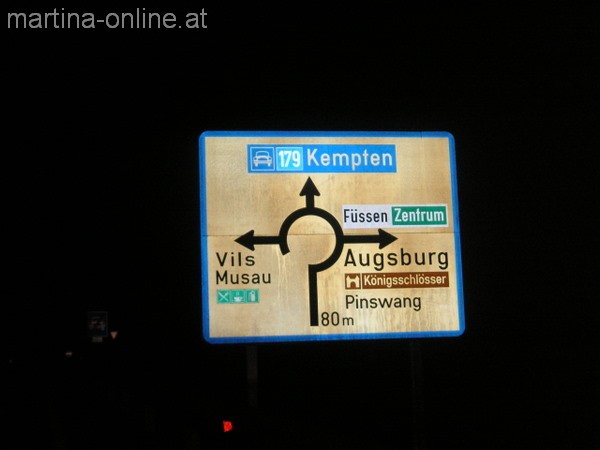 martina-online.at
179 Kempten
Füssen Zentrum
Vils
Musau
Augsburg
Königsschlösser
Pinswang
80m